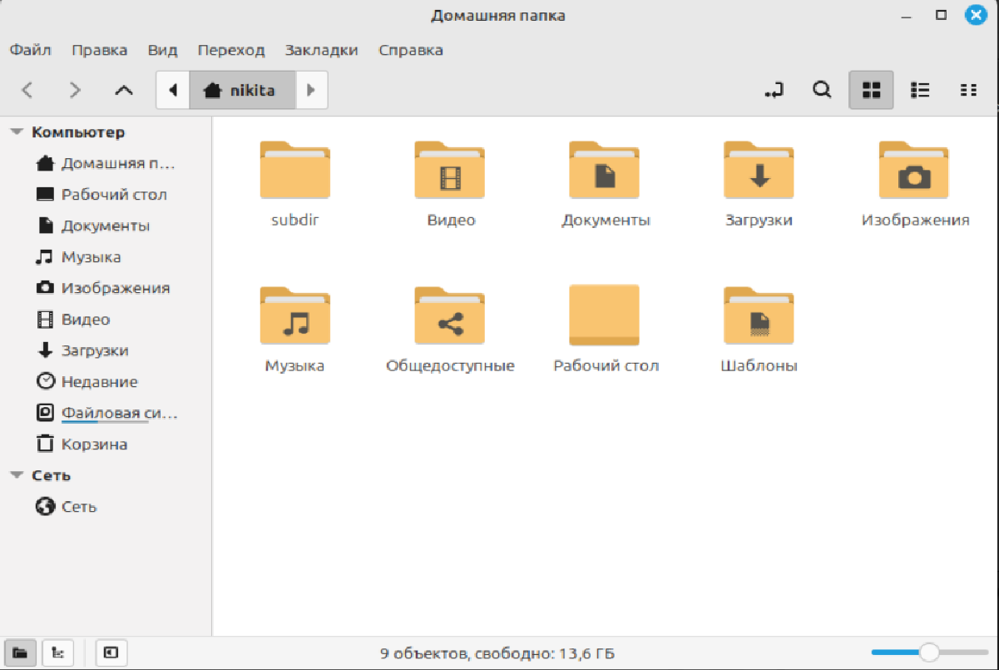 Домашняя папка
Файл Правка Вид Переход Закладки Справка
nikita
Компьютер
Домашняя п...
Рабочий стол
Документы
Музыка
Изображения
Видео
Загрузки
Недавние
Файловая си...
Корзина
Сеть
Сеть
subdir Видео Документы Загрузки Изображения
Музыка Общедоступные Рабочий стол Шаблоны
9 объектов, свободно: 13,6 ГБ